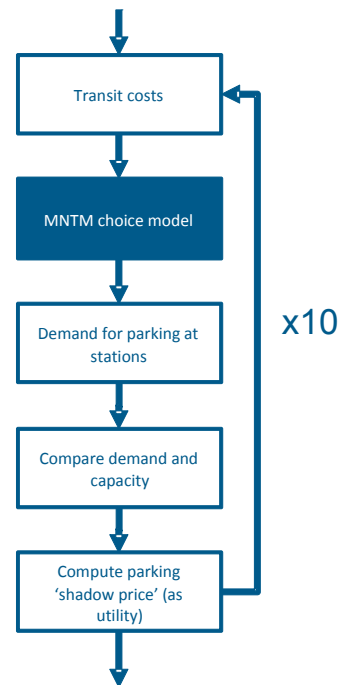 Transit costs
MNTM choice model
Demand for parking at
stations
x10
Compare demand and
capacity
Compute parking
‘shadow price’ (as
utility)